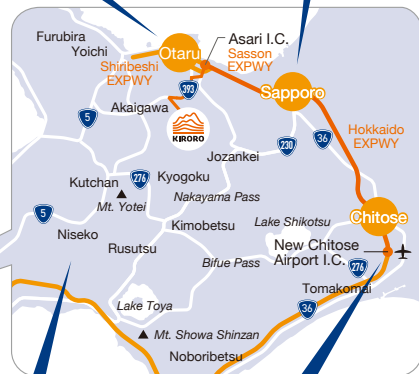 Furubira
Yoichi
Otaru
Asari I.C.
Sasson
EXPWY
Shiribeshi
EXPWY
393
Akaigawa
5
KIRORO
Sapporo
36
Hokkaido
EXPWY
230
Jozankei
276
Kyogoku
Kutchan
Mt. Yotei
Nakayama Pass
5
Niseko
Kimobetsu
Rusutsu
Chitose
Lake Shikotsu
New Chitose
Airport I.C.
Bifue Pass
276
Tomakomai
Lake Toya
36
Mt. Showa Shinzan
Noboribetsu